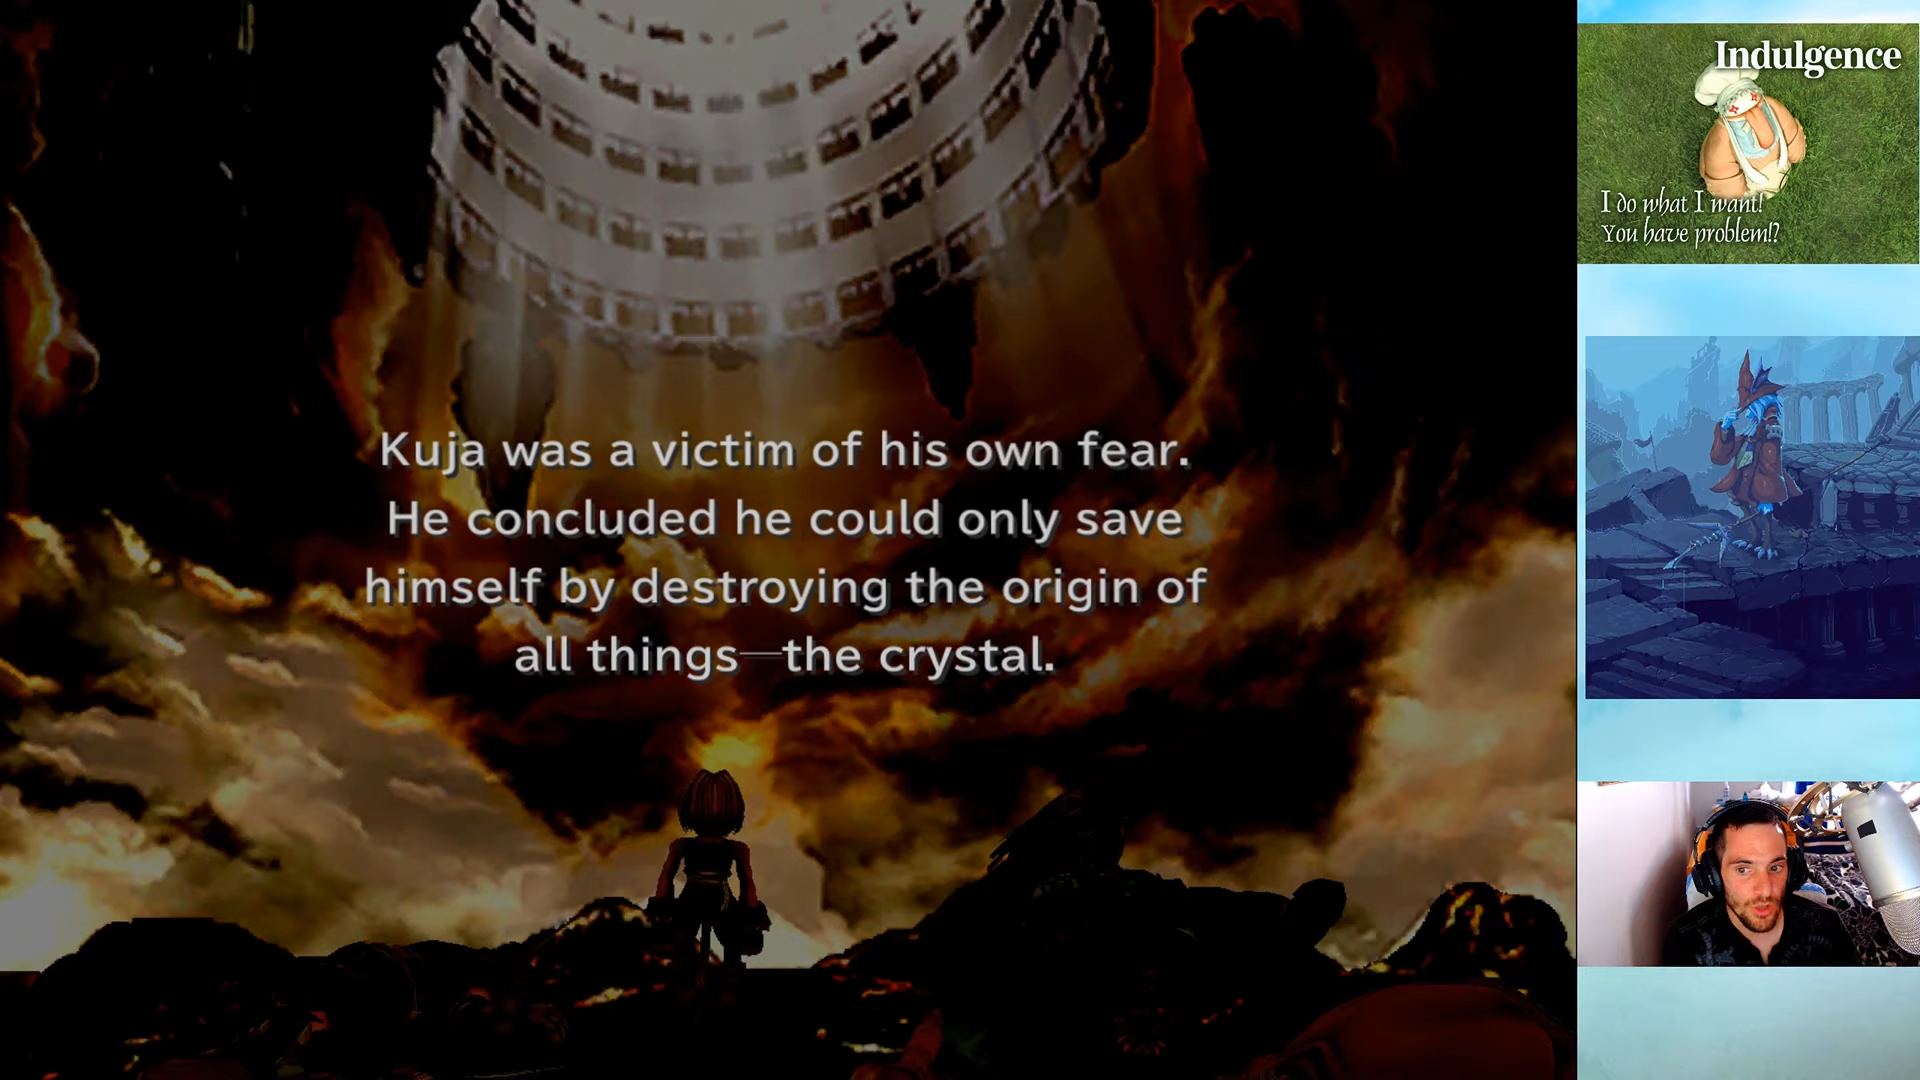 Kuja was a victim of his own fear.
He concluded he could only save
himself by destroying the origin of
all things—the crystal.
Indulgence
I do what I want!
You have problem!?